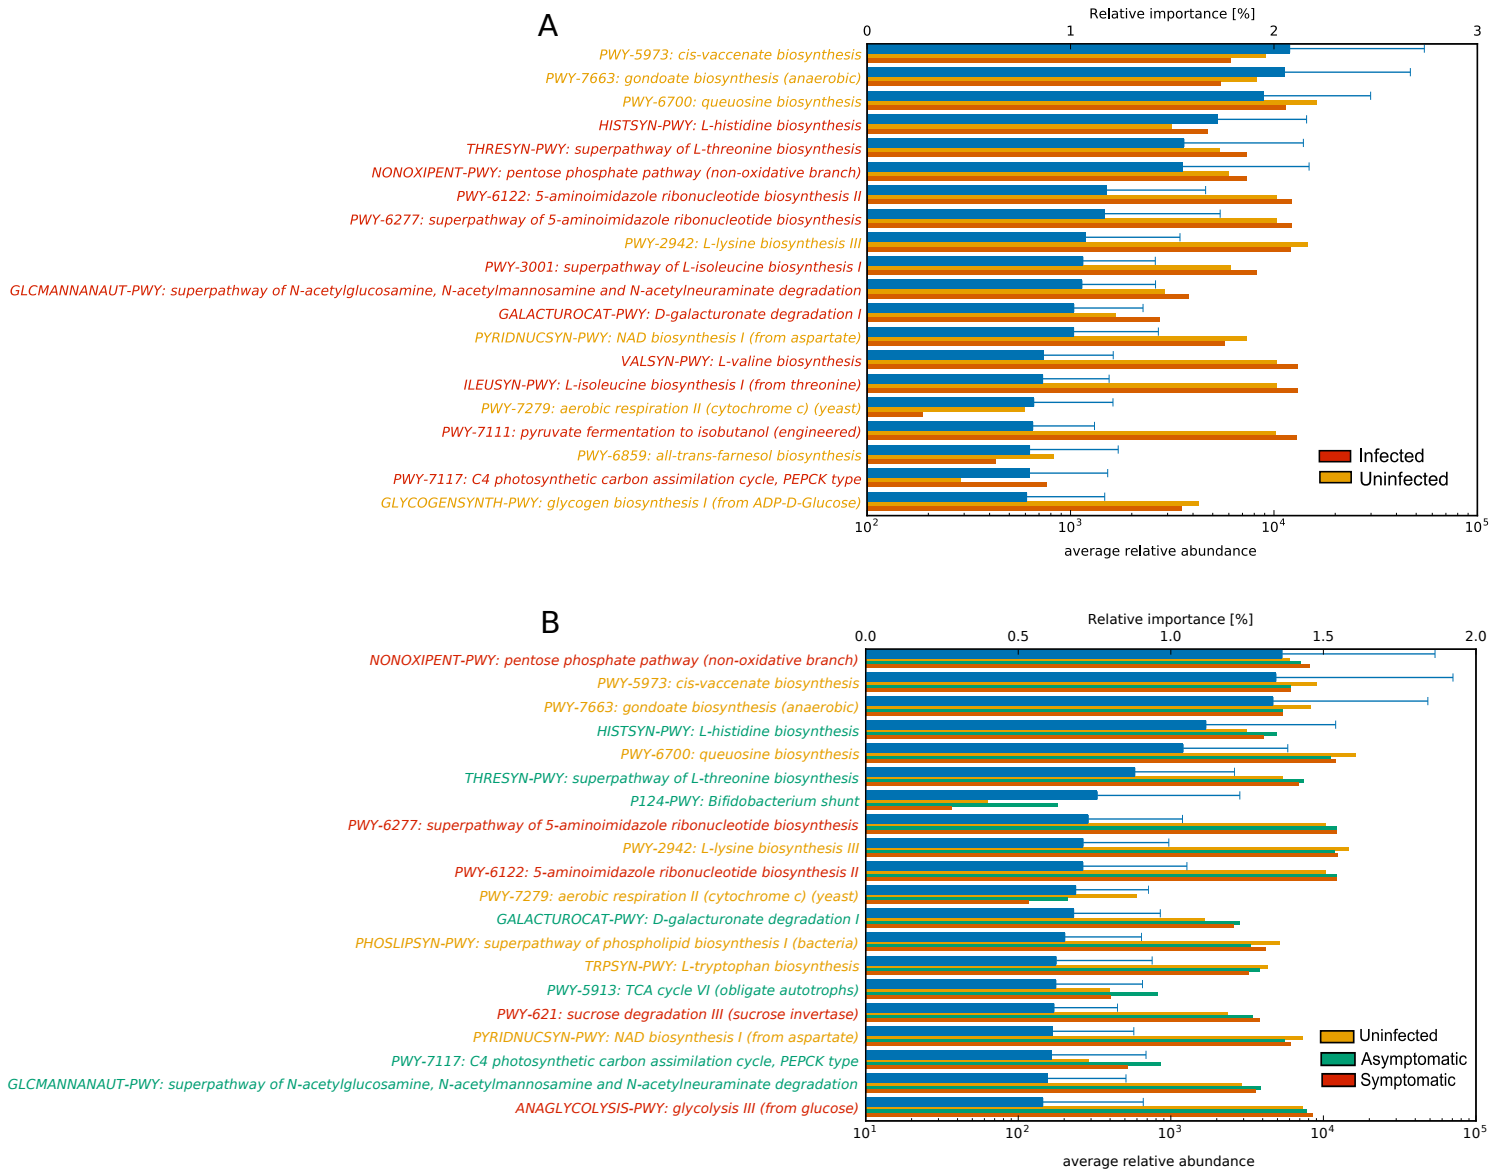 A
Relative importance [%]
0 1 2 3
PWY-5973: cis-vaccenate biosynthesis
PWY-7663: gondoate biosynthesis (anaerobic)
PWY-6700: queuosine biosynthesis
HISTSYN-PWY: L-histidine biosynthesis
THRESYN-PWY: superpathway of L-threonine biosynthesis
NONOXIPENT-PWY: pentose phosphate pathway (non-oxidative branch)
PWY-6122: 5-aminoimidazole ribonucleotide biosynthesis II
PWY-6277: superpathway of 5-aminoimidazole ribonucleotide biosynthesis
PWY-2942: L-lysine biosynthesis III
PWY-3001: superpathway of L-isoleucine biosynthesis I
GLCMANNANAUT-PWY: superpathway of N-acetylglucosamine, N-acetylmannosamine and N-acetylneuraminate degradation
GALACTUROCAT-PWY: D-galacturonate degradation I
PYRIDNUCSYN-PWY: NAD biosynthesis I (from aspartate)
VALSYN-PWY: L-valine biosynthesis
ILEUSYN-PWY: L-isoleucine biosynthesis I (from threonine)
PWY-7279: aerobic respiration II (cytochrome c) (yeast)
PWY-7111: pyruvate fermentation to isobutanol (engineered)
PWY-6859: all-trans-farnesol biosynthesis
PWY-7117: C4 photosynthetic carbon assimilation cycle, PEPCK type
GLYCOGENSYNTH-PWY: glycogen biosynthesis I (from ADP-D-Glucose)
Infected
Uninfected
10² 10³ 10⁴ 10⁵
average relative abundance
B
Relative importance [%]
0.0 0.5 1.0 1.5 2.0
NONOXIPENT-PWY: pentose phosphate pathway (non-oxidative branch)
PWY-5973: cis-vaccenate biosynthesis
PWY-7663: gondoate biosynthesis (anaerobic)
HISTSYN-PWY: L-histidine biosynthesis
PWY-6700: queuosine biosynthesis
THRESYN-PWY: superpathway of L-threonine biosynthesis
P124-PWY: Bifidobacterium shunt
PWY-6277: superpathway of 5-aminoimidazole ribonucleotide biosynthesis
PWY-2942: L-lysine biosynthesis III
PWY-6122: 5-aminoimidazole ribonucleotide biosynthesis II
PWY-7279: aerobic respiration II (cytochrome c) (yeast)
GALACTUROCAT-PWY: D-galacturonate degradation I
PHOSLIPSYN-PWY: superpathway of phospholipid biosynthesis I (bacteria)
TRPSYN-PWY: L-tryptophan biosynthesis
PWY-5913: TCA cycle VI (obligate autotrophs)
PWY-621: sucrose degradation III (sucrose invertase)
PYRIDNUCSYN-PWY: NAD biosynthesis I (from aspartate)
PWY-7117: C4 photosynthetic carbon assimilation cycle, PEPCK type
GLCMANNANAUT-PWY: superpathway of N-acetylglucosamine, N-acetylmannosamine and N-acetylneuraminate degradation
ANAGLYCOLYSIS-PWY: glycolysis III (from glucose)
Uninfected
Asymptomatic
Symptomatic
10¹ 10² 10³ 10⁴ 10⁵
average relative abundance